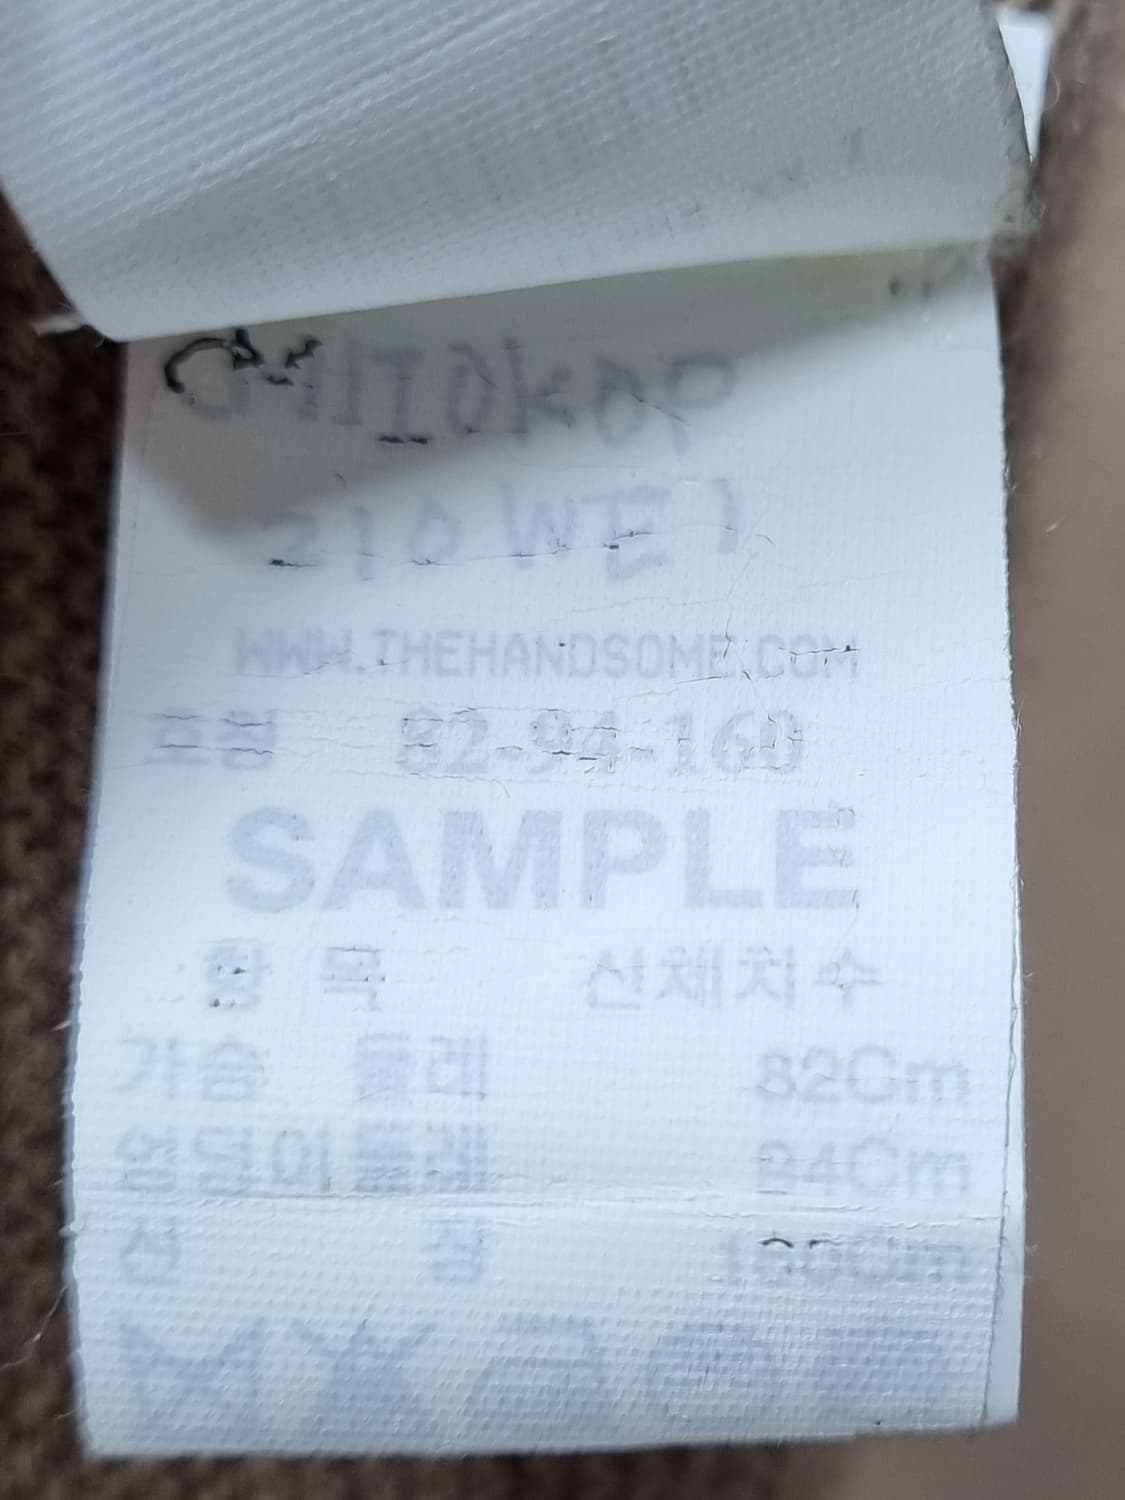 WWW.THEHANDSOME.COM
호칭 82-94-160
SAMPLE
항 목 신체치수
가슴 둘레 82Cm
엉덩이둘레 94Cm
신 장 160Cm